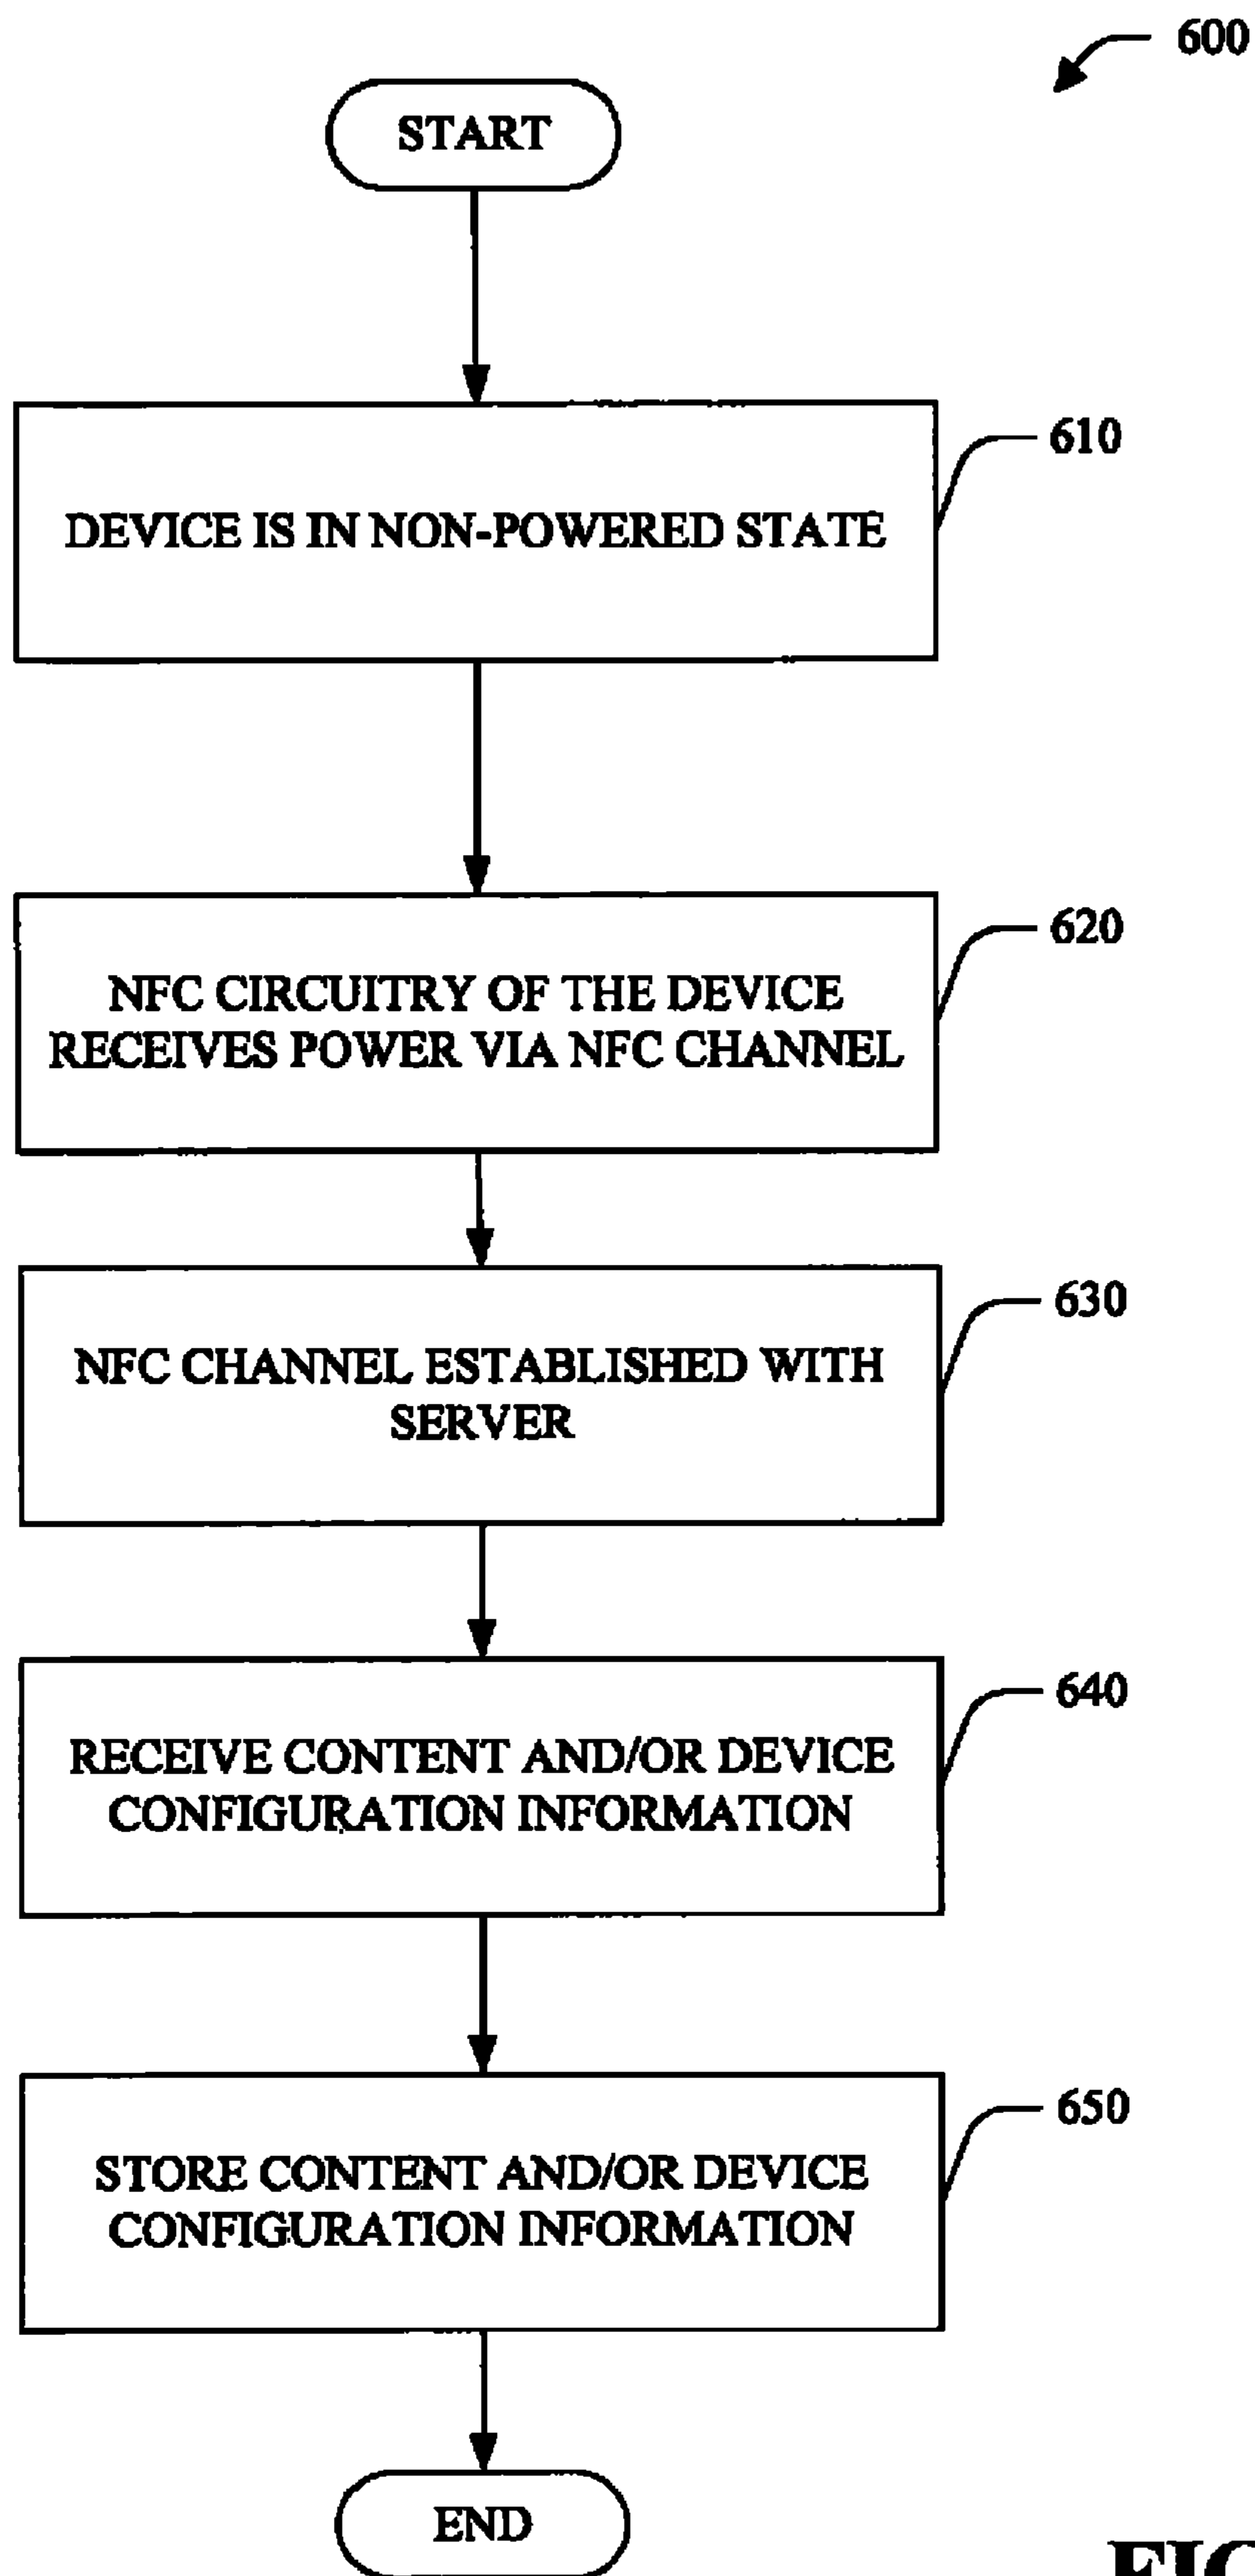 600
START
DEVICE IS IN NON-POWERED STATE
610
NFC CIRCUITRY OF THE DEVICE
RECEIVES POWER VIA NFC CHANNEL
620
NFC CHANNEL ESTABLISHED WITH
SERVER
630
RECEIVE CONTENT AND/OR DEVICE
CONFIGURATION INFORMATION
640
STORE CONTENT AND/OR DEVICE
CONFIGURATION INFORMATION
650
END